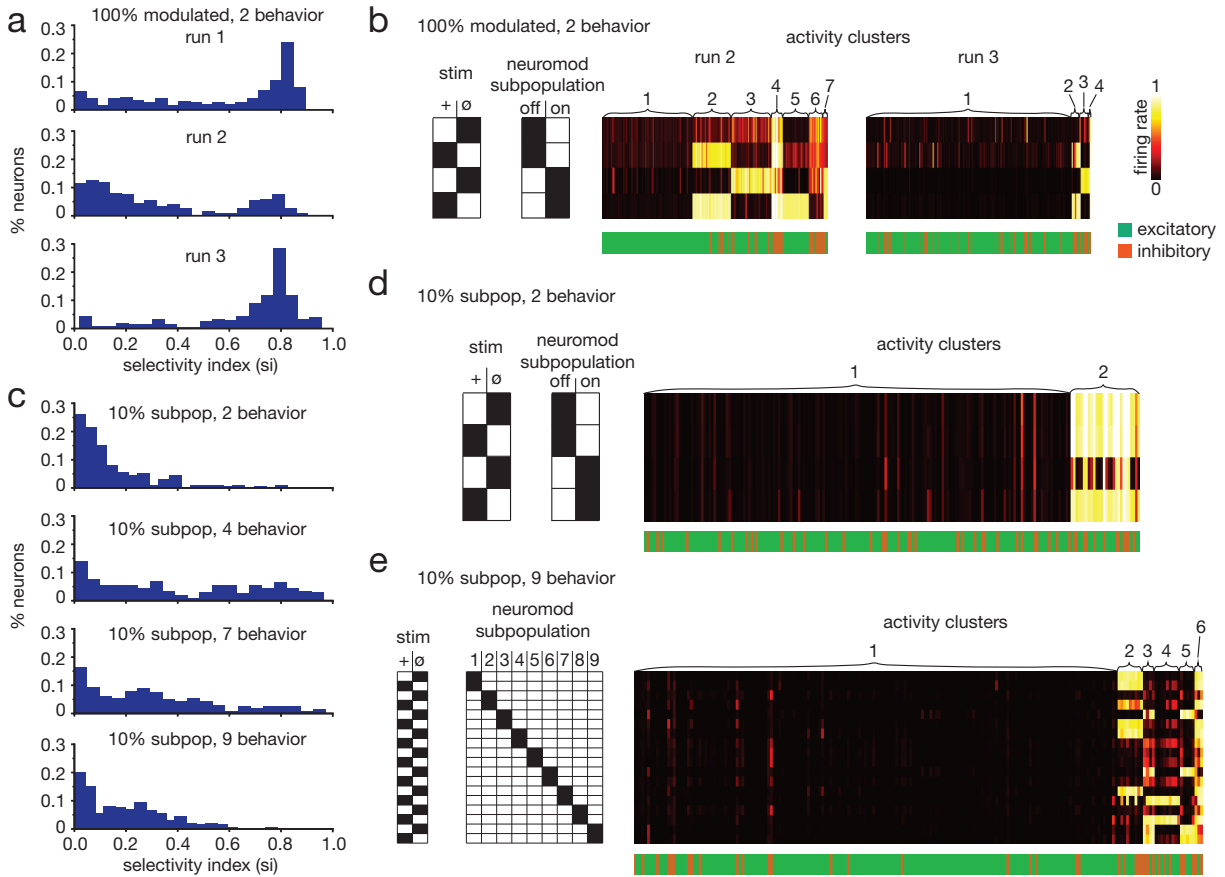 a
100% modulated, 2 behavior
run 1
0.3
0.2
0.1
0
run 2
0.3
0.2
0.1
0
run 3
0.3
0.2
0.1
0
% neurons
0.0 0.2 0.4 0.6 0.8 1.0
selectivity index (si)
b
100% modulated, 2 behavior
stim
+ ø
neuromod
subpopulation
off on
activity clusters
run 2
1 2 3 4 5 6 7
run 3
1 2 3 4
1
firing rate
0
excitatory
inhibitory
c
10% subpop, 2 behavior
0.3
0.2
0.1
0
10% subpop, 4 behavior
0.3
0.2
0.1
0
10% subpop, 7 behavior
0.3
0.2
0.1
0
10% subpop, 9 behavior
0.3
0.2
0.1
0
% neurons
0.0 0.2 0.4 0.6 0.8 1.0
selectivity index (si)
d
10% subpop, 2 behavior
stim
+ ø
neuromod
subpopulation
off on
activity clusters
1 2
e
10% subpop, 9 behavior
stim
+ ø
neuromod
subpopulation
1 2 3 4 5 6 7 8 9
activity clusters
1 2 3 4 5 6